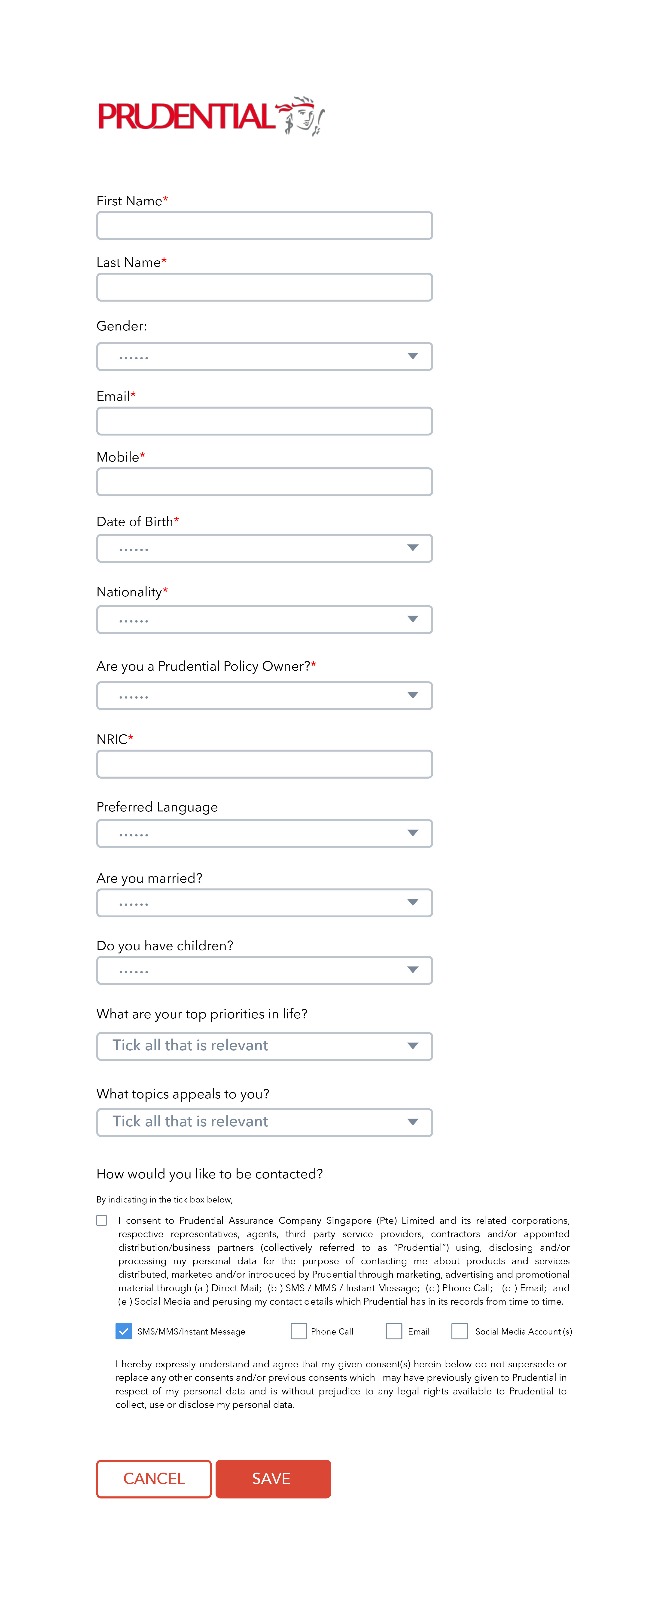 PRUDENTIAL
First Name*
Last Name*
Gender:
......
Email*
Mobile*
Date of Birth*
......
Nationality*
......
Are you a Prudential Policy Owner?*
......
NRIC*
Preferred Language
......
Are you married?
......
Do you have children?
......
What are your top priorities in life?
Tick all that is relevant
What topics appeals to you?
Tick all that is relevant
How would you like to be contacted?
By indicating in the tick box below,
I consent to Prudential Assurance Company Singapore (Pte) Limited and its related corporations,
respective representatives, agents, third party service providers, contractors and/or appointed
distribution/business partners (collectively referred to as "Prudential") using, disclosing and/or
processing my personal data for the purpose of contacting me about products and services
distributed, marketed and/or introduced by Prudential through marketing, advertising and promotional
material through (a ) Direct Mail; (b ) SMS / MMS / Instant Message; (c ) Phone Call; (d ) Email; and
(e ) Social Media and perusing my contact details which Prudential has in its records from time to time.
SMS/MMS/Instant Message Phone Call Email Social Media Account(s)
I hereby expressly understand and agree that my given consent(s) herein below do not supersede or
replace any other consents and/or previous consents which may have previously given to Prudential in
respect of my personal data and is without prejudice to any legal rights available to Prudential to
collect, use or disclose my personal data.
CANCEL SAVE